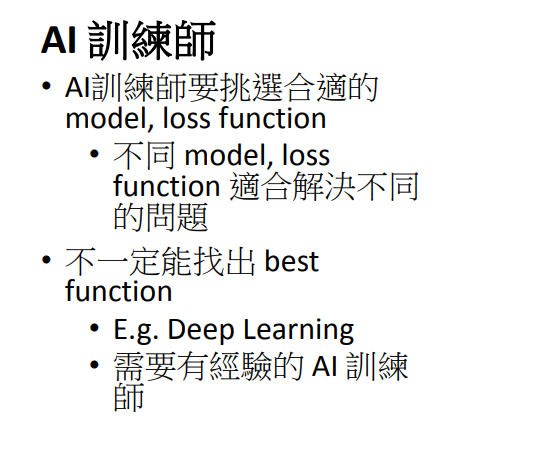 AI 訓練師
• AI訓練師要挑選合適的
model, loss function
• 不同 model, loss
function 適合解決不同
的問題
• 不一定能找出 best
function
• E.g. Deep Learning
• 需要有經驗的 AI 訓練
師